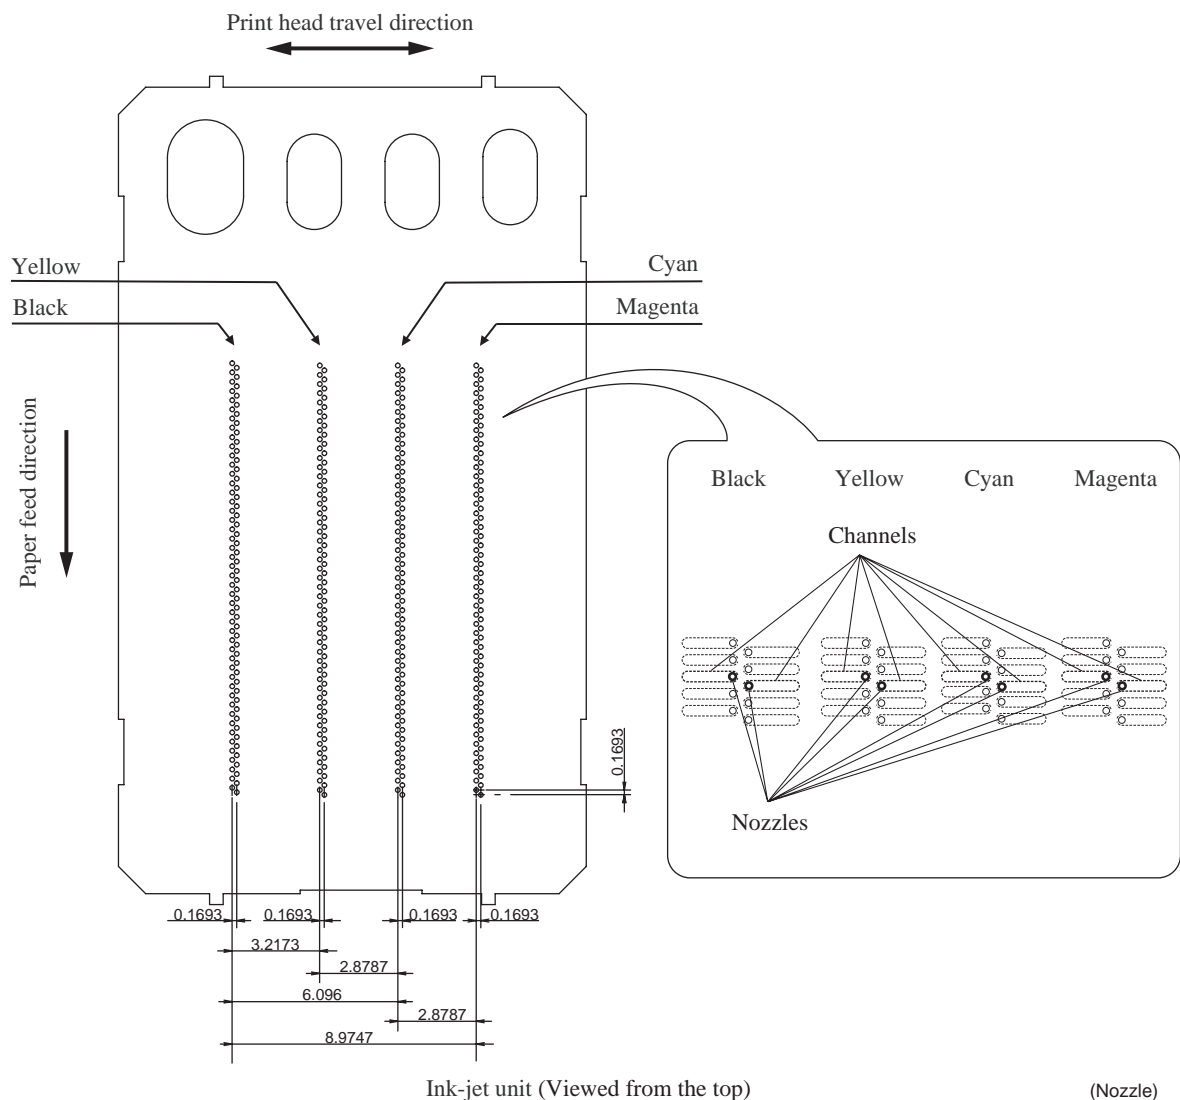 Print head travel direction
Yellow
Cyan
Black
Magenta
Paper feed direction
Black Yellow Cyan Magenta
Channels
Nozzles
0.1693
0.1693 0.1693 0.1693 0.1693
3.2173
2.8787
6.096
2.8787
8.9747
Ink-jet unit (Viewed from the top)
(Nozzle)